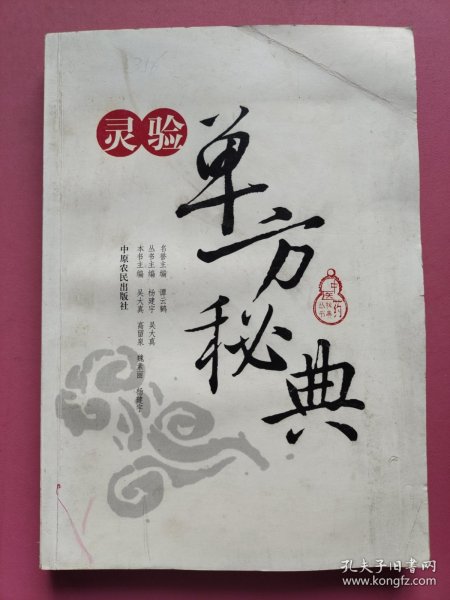 灵验
单方秘典
名誉主编 谭云鹤
丛书主编 杨建宇 吴大真
本书主编 吴大真 高留泉 魏素丽 杨建宇
中原农民出版社
中医药
秘典
丛书
孔夫子旧书网
www.kongfz.com